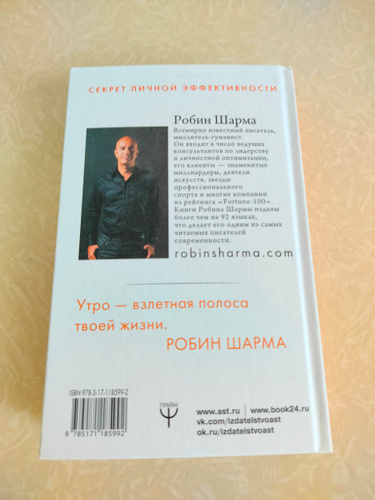 СЕКРЕТ ЛИЧНОЙ ЭФФЕКТИВНОСТИ
Робин Шарма
Всемирно известный писатель,
мыслитель-гуманист.
Он входит в число ведущих
консультантов по лидерству
и личностной оптимизации,
его клиенты — знаменитые
миллиардеры, деятели
искусств, звезды
профессионального
спорта и многие компании
из рейтинга «Fortune-100».
Книги Робина Шармы изданы
более чем на 92 языках,
что делает его одним из самых
читаемых писателей
современности.
robinsharma.com
Утро — взлетная полоса
твоей жизни.
РОБИН ШАРМА
ISBN 978-5-17-118599-2
9 785171 185992
ПРАЙМ
www.ast.ru | www.book24.ru
vk.com/izdatelstvoast
ok.ru/izdatelstvoast